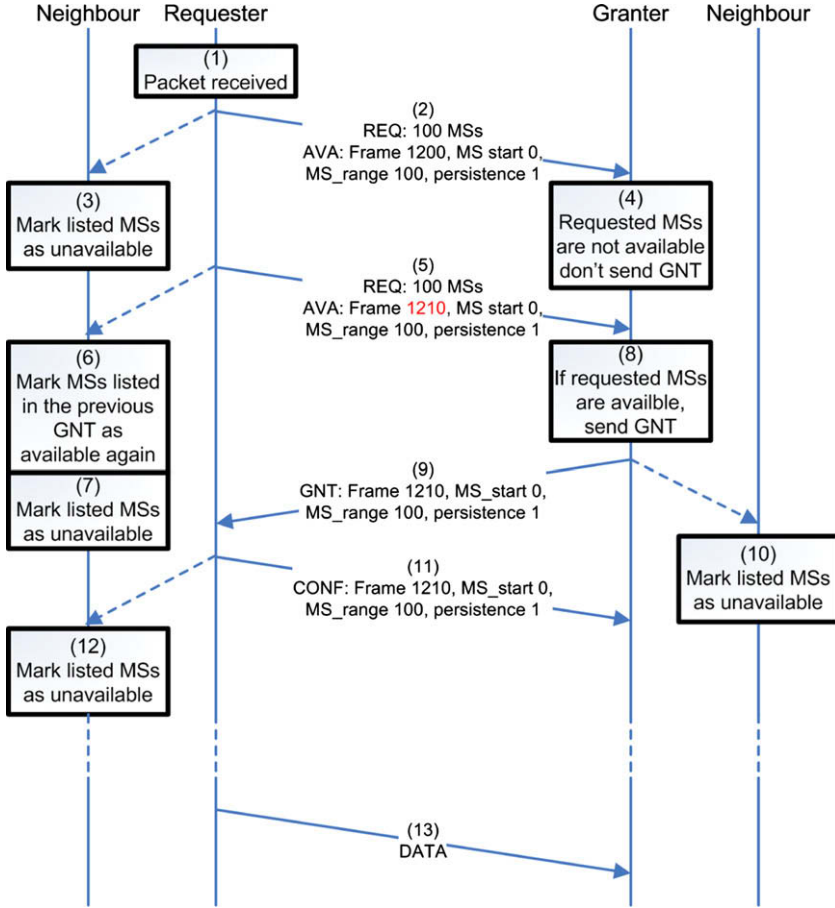 Neighbour Requester Granter Neighbour
(1)
Packet received
(2)
REQ: 100 MSs
AVA: Frame 1200, MS start 0,
MS_range 100, persistence 1
(3)
Mark listed MSs
as unavailable
(4)
Requested MSs
are not available
don't send GNT
(5)
REQ: 100 MSs
AVA: Frame 1210, MS start 0,
MS_range 100, persistence 1
(6)
Mark MSs listed
in the previous
GNT as
available again
(7)
Mark listed MSs
as unavailable
(8)
If requested MSs
are availble,
send GNT
(9)
GNT: Frame 1210, MS_start 0,
MS_range 100, persistence 1
(10)
Mark listed MSs
as unavailable
(11)
CONF: Frame 1210, MS_start 0,
MS_range 100, persistence 1
(12)
Mark listed MSs
as unavailable
(13)
DATA